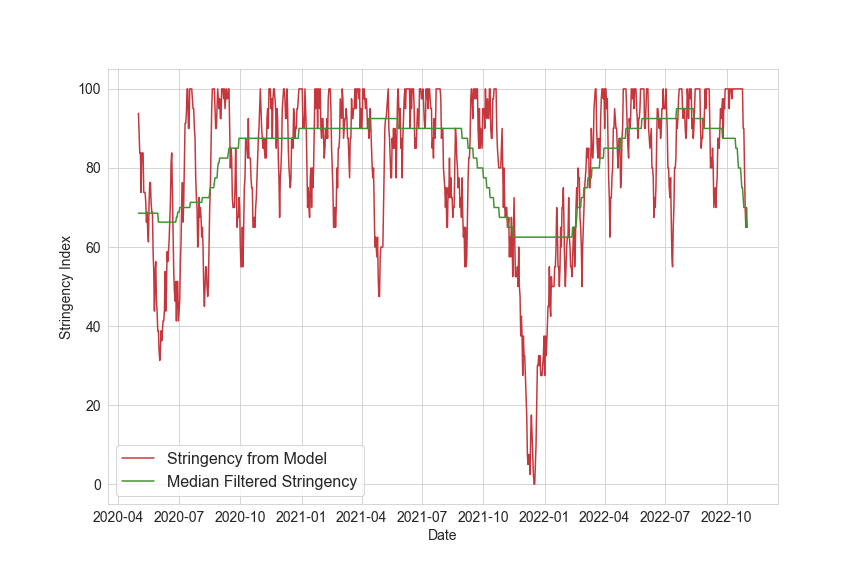 100
80
60
40
20
0
Stringency Index
Stringency from Model
Median Filtered Stringency
2020-04 2020-07 2020-10 2021-01 2021-04 2021-07 2021-10 2022-01 2022-04 2022-07 2022-10
Date